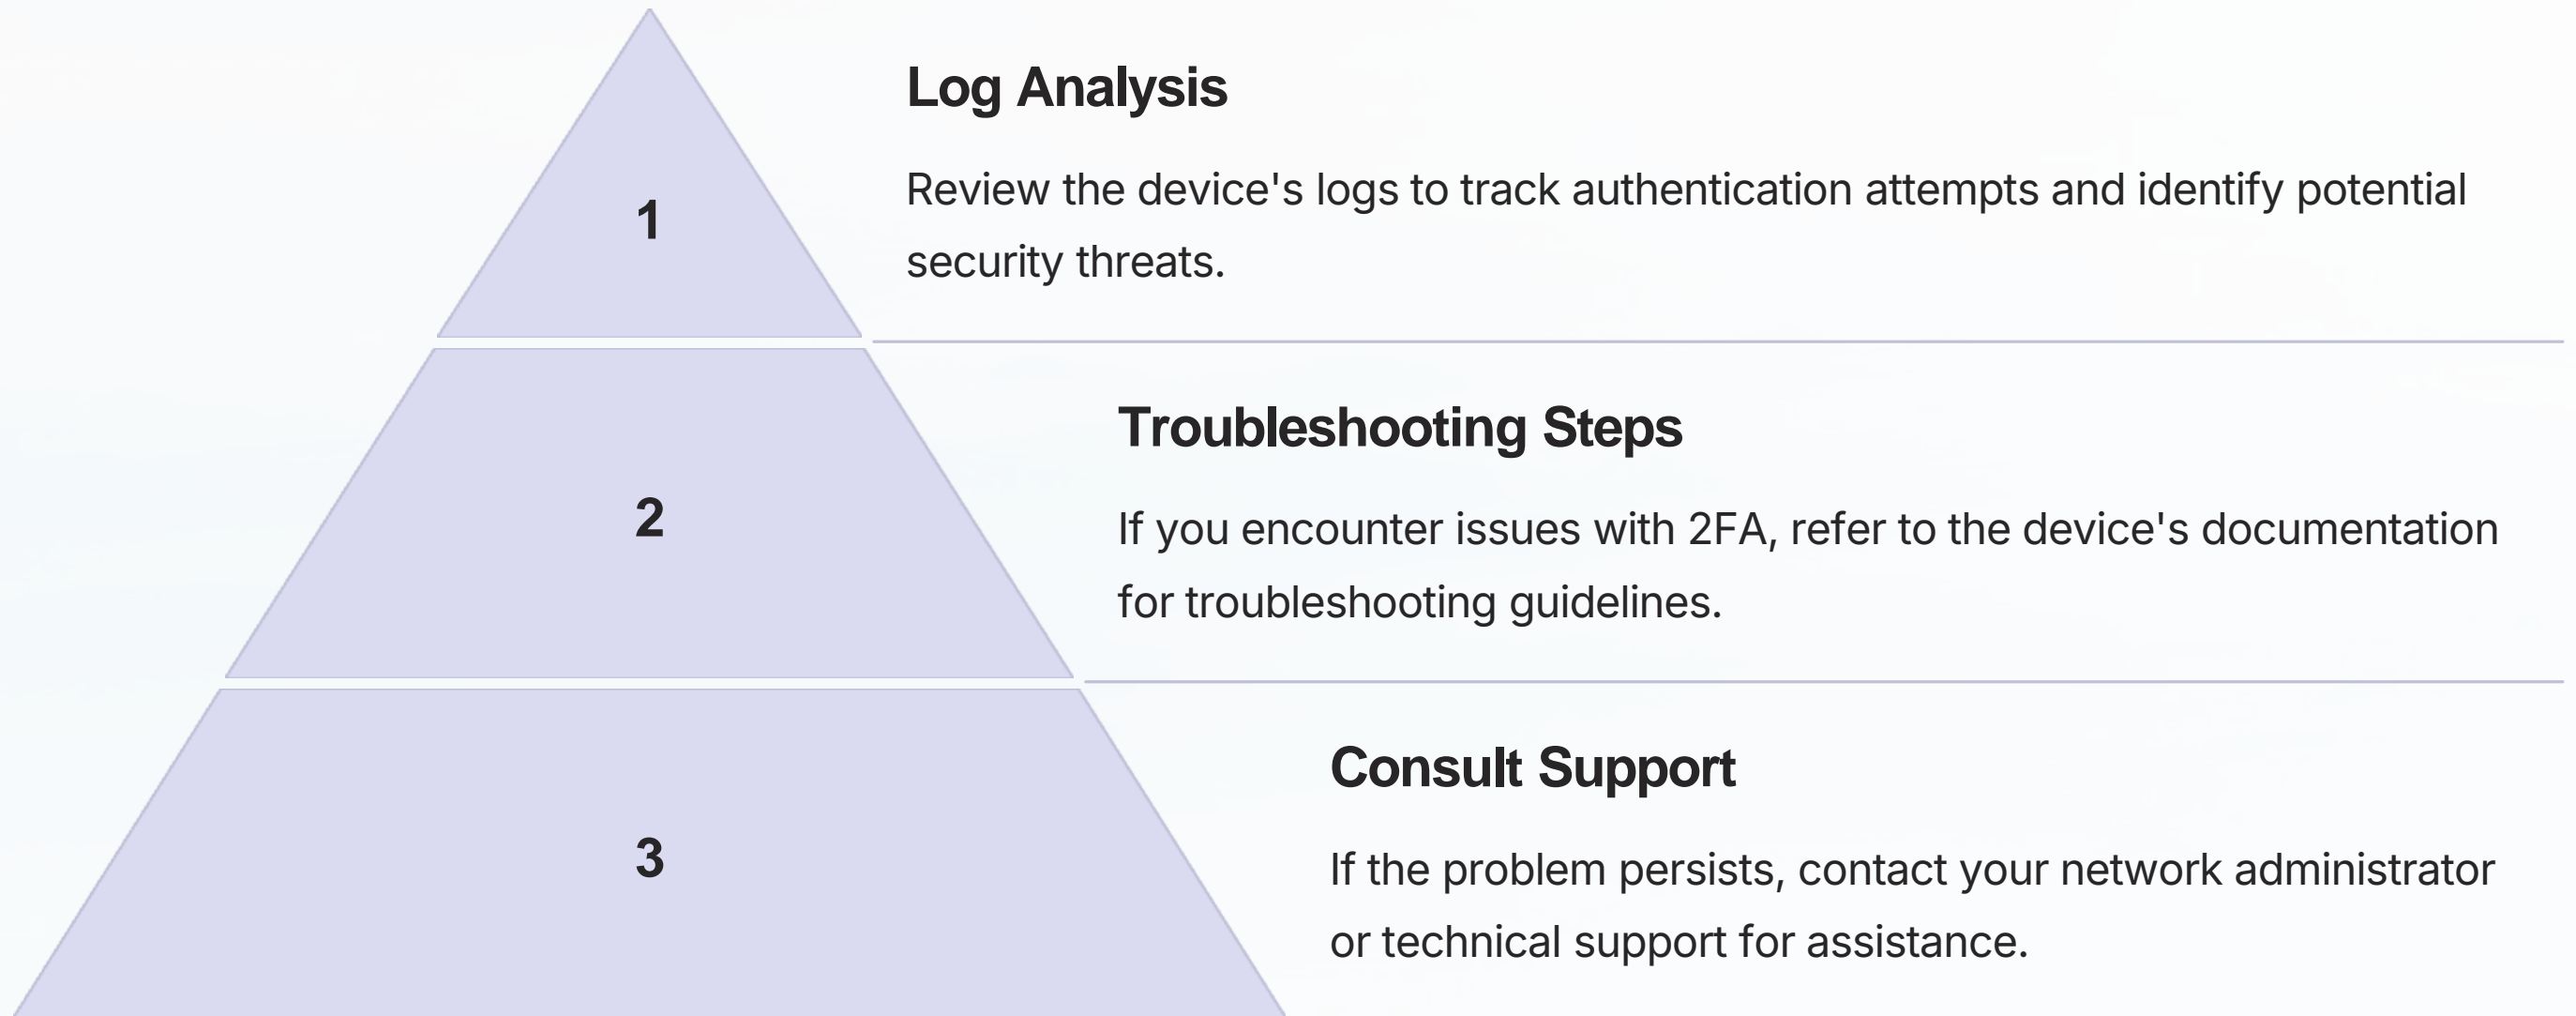 1
Log Analysis
Review the device's logs to track authentication attempts and identify potential
security threats.
2
Troubleshooting Steps
If you encounter issues with 2FA, refer to the device's documentation
for troubleshooting guidelines.
3
Consult Support
If the problem persists, contact your network administrator
or technical support for assistance.